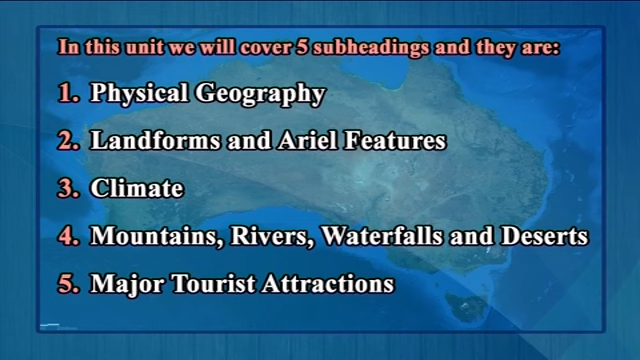 In this unit we will cover 5 subheadings and they are:
1. Physical Geography
2. Landforms and Ariel Features
3. Climate
4. Mountains, Rivers, Waterfalls and Deserts
5. Major Tourist Attractions